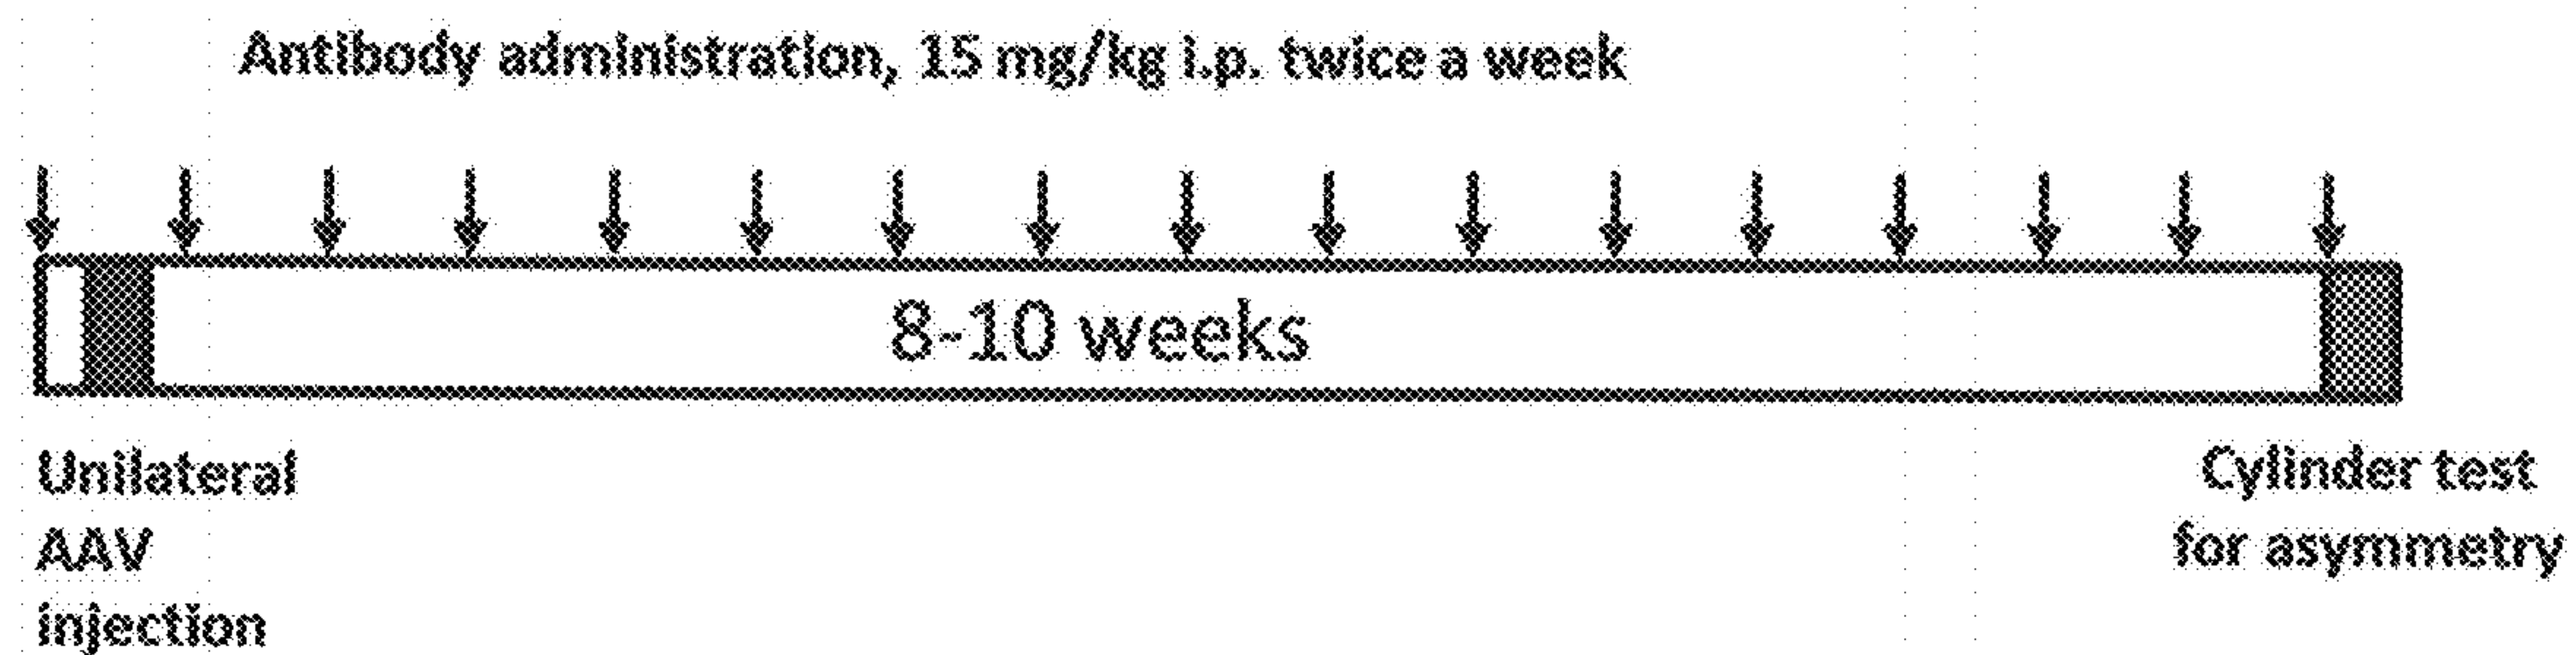 Antibody administration, 15 mg/kg i.p. twice a week
8-10 weeks
Unilateral
AAV
injection
Cylinder test
for asymmetry